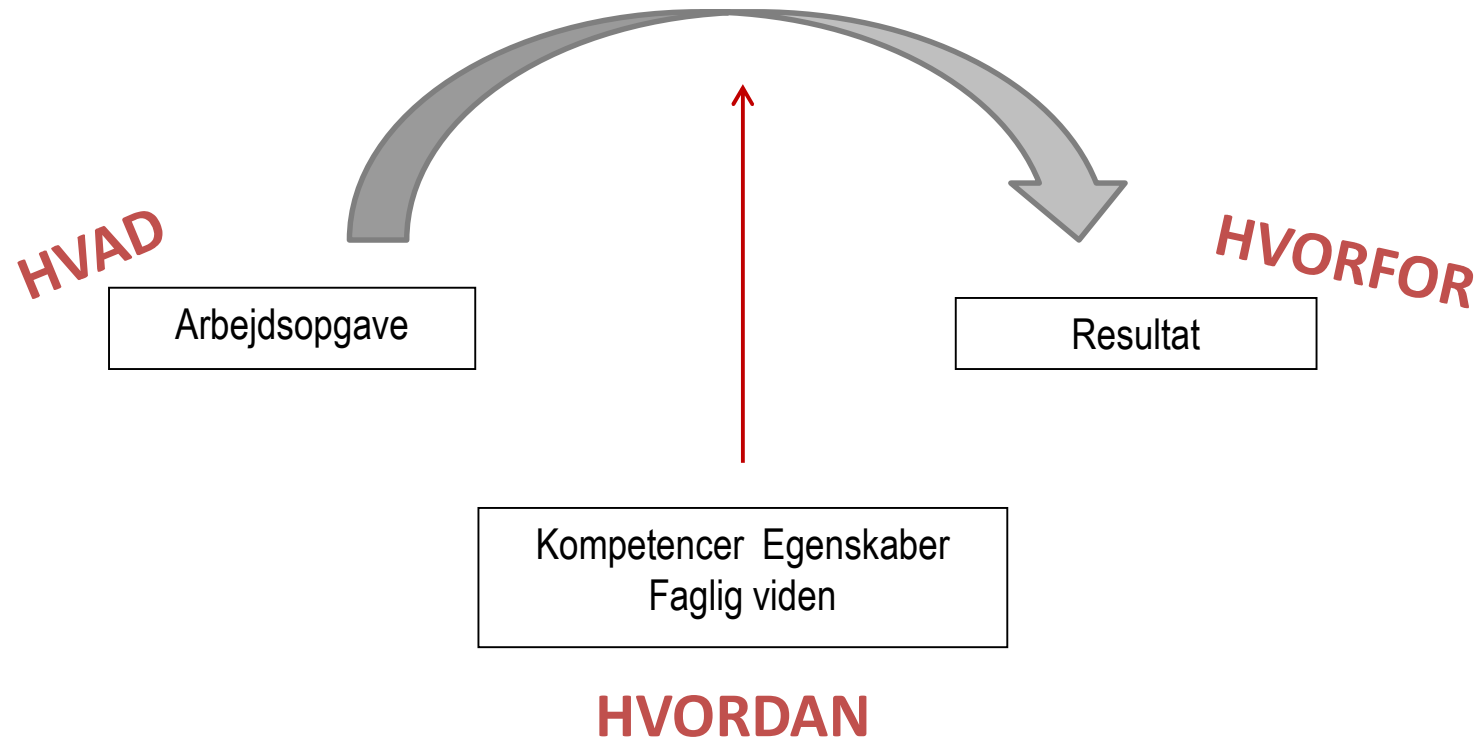 HVAD
Arbejdsopgave
HVORFOR
Resultat
Kompetencer Egenskaber
Faglig viden
HVORDAN